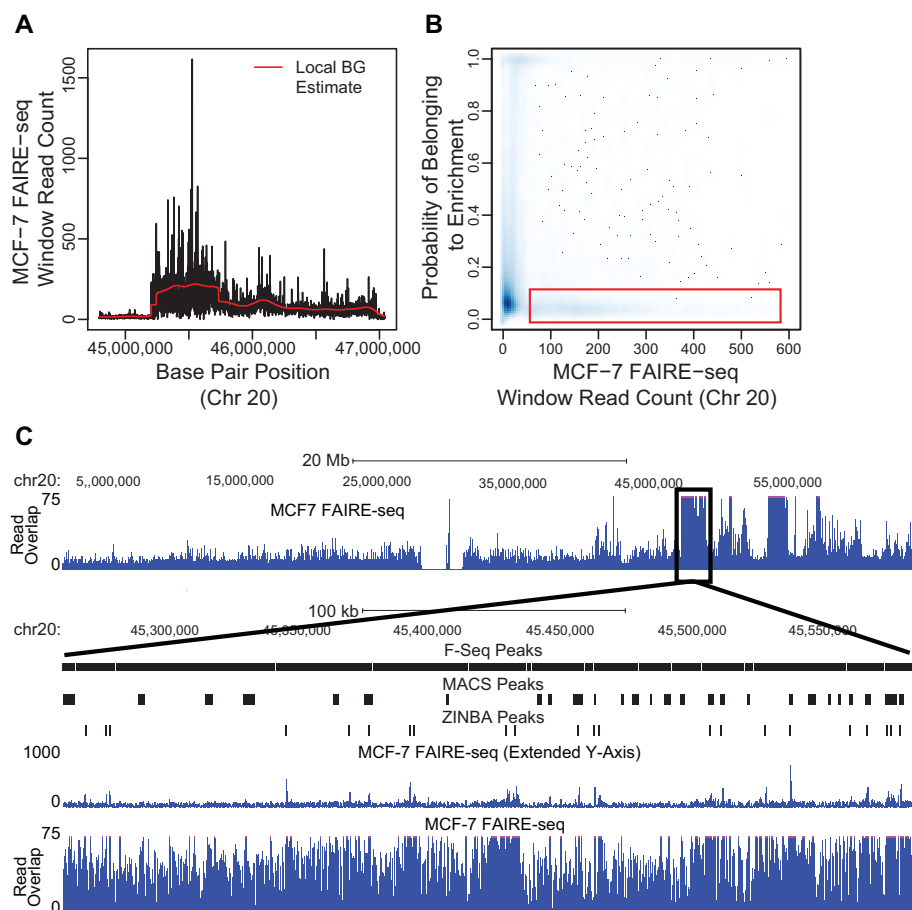 A
MCF-7 FAIRE-seq
Window Read Count
0
500
1000
1500
Local BG
Estimate
45,000,000
46,000,000
47,000,000
Base Pair Position
(Chr 20)
B
Probability of Belonging
to Enrichment
0.0
0.2
0.4
0.6
0.8
1.0
0
100
200
300
400
500
600
MCF-7 FAIRE-seq
Window Read Count (Chr 20)
C
20 Mb
chr20:
5,000,000
15,000,000
25,000,000
35,000,000
45,000,000
55,000,000
75
MCF7 FAIRE-seq
Read
Overlap
0
100 kb
chr20:
45,300,000
45,350,000
45,400,000
45,450,000
45,500,000
45,550,000
F-Seq Peaks
MACS Peaks
ZINBA Peaks
1000
MCF-7 FAIRE-seq (Extended Y-Axis)
0
MCF-7 FAIRE-seq
75
Read
Overlap
0